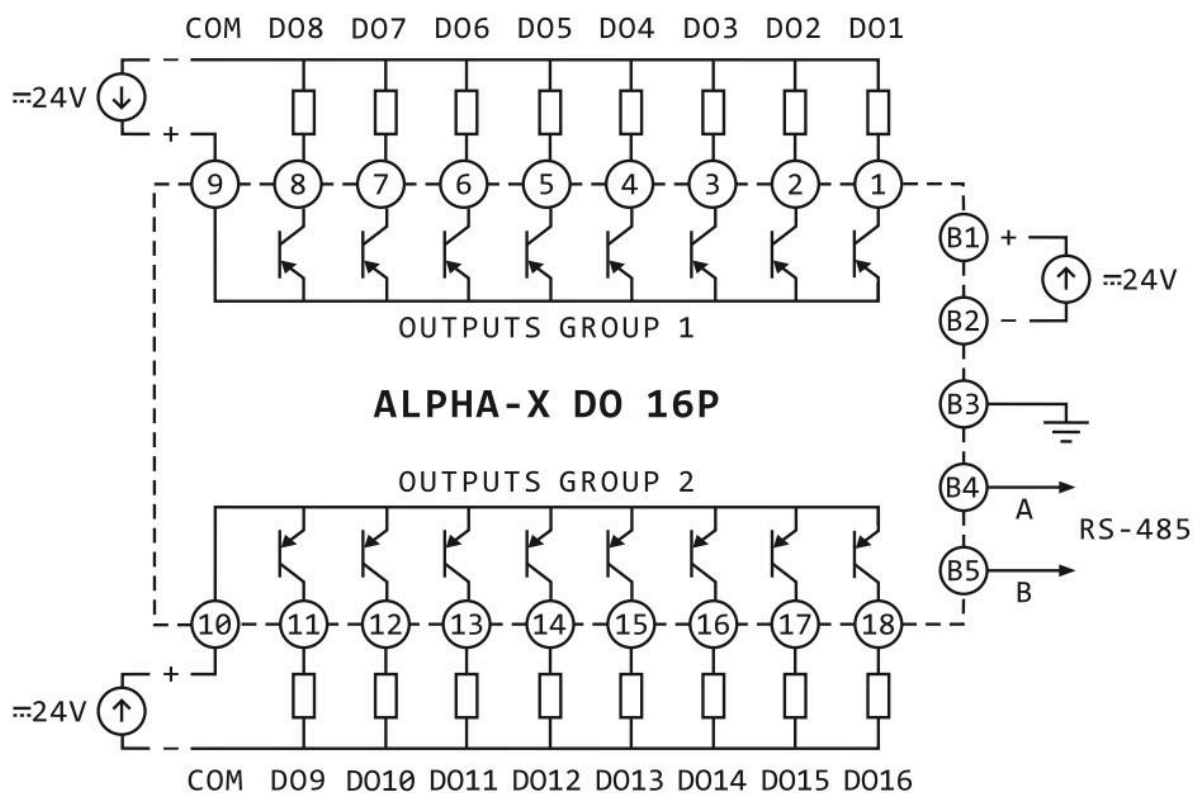 COM DO8 DO7 DO6 DO5 DO4 DO3 DO2 DO1
−
⎓24V
+
9 8 7 6 5 4 3 2 1
B1 +
⎓24V
B2 −
OUTPUTS GROUP 1
ALPHA-X DO 16P
B3
OUTPUTS GROUP 2
B4
A
RS-485
B5
B
10 11 12 13 14 15 16 17 18
+
⎓24V
−
COM DO9 DO10 DO11 DO12 DO13 DO14 DO15 DO16